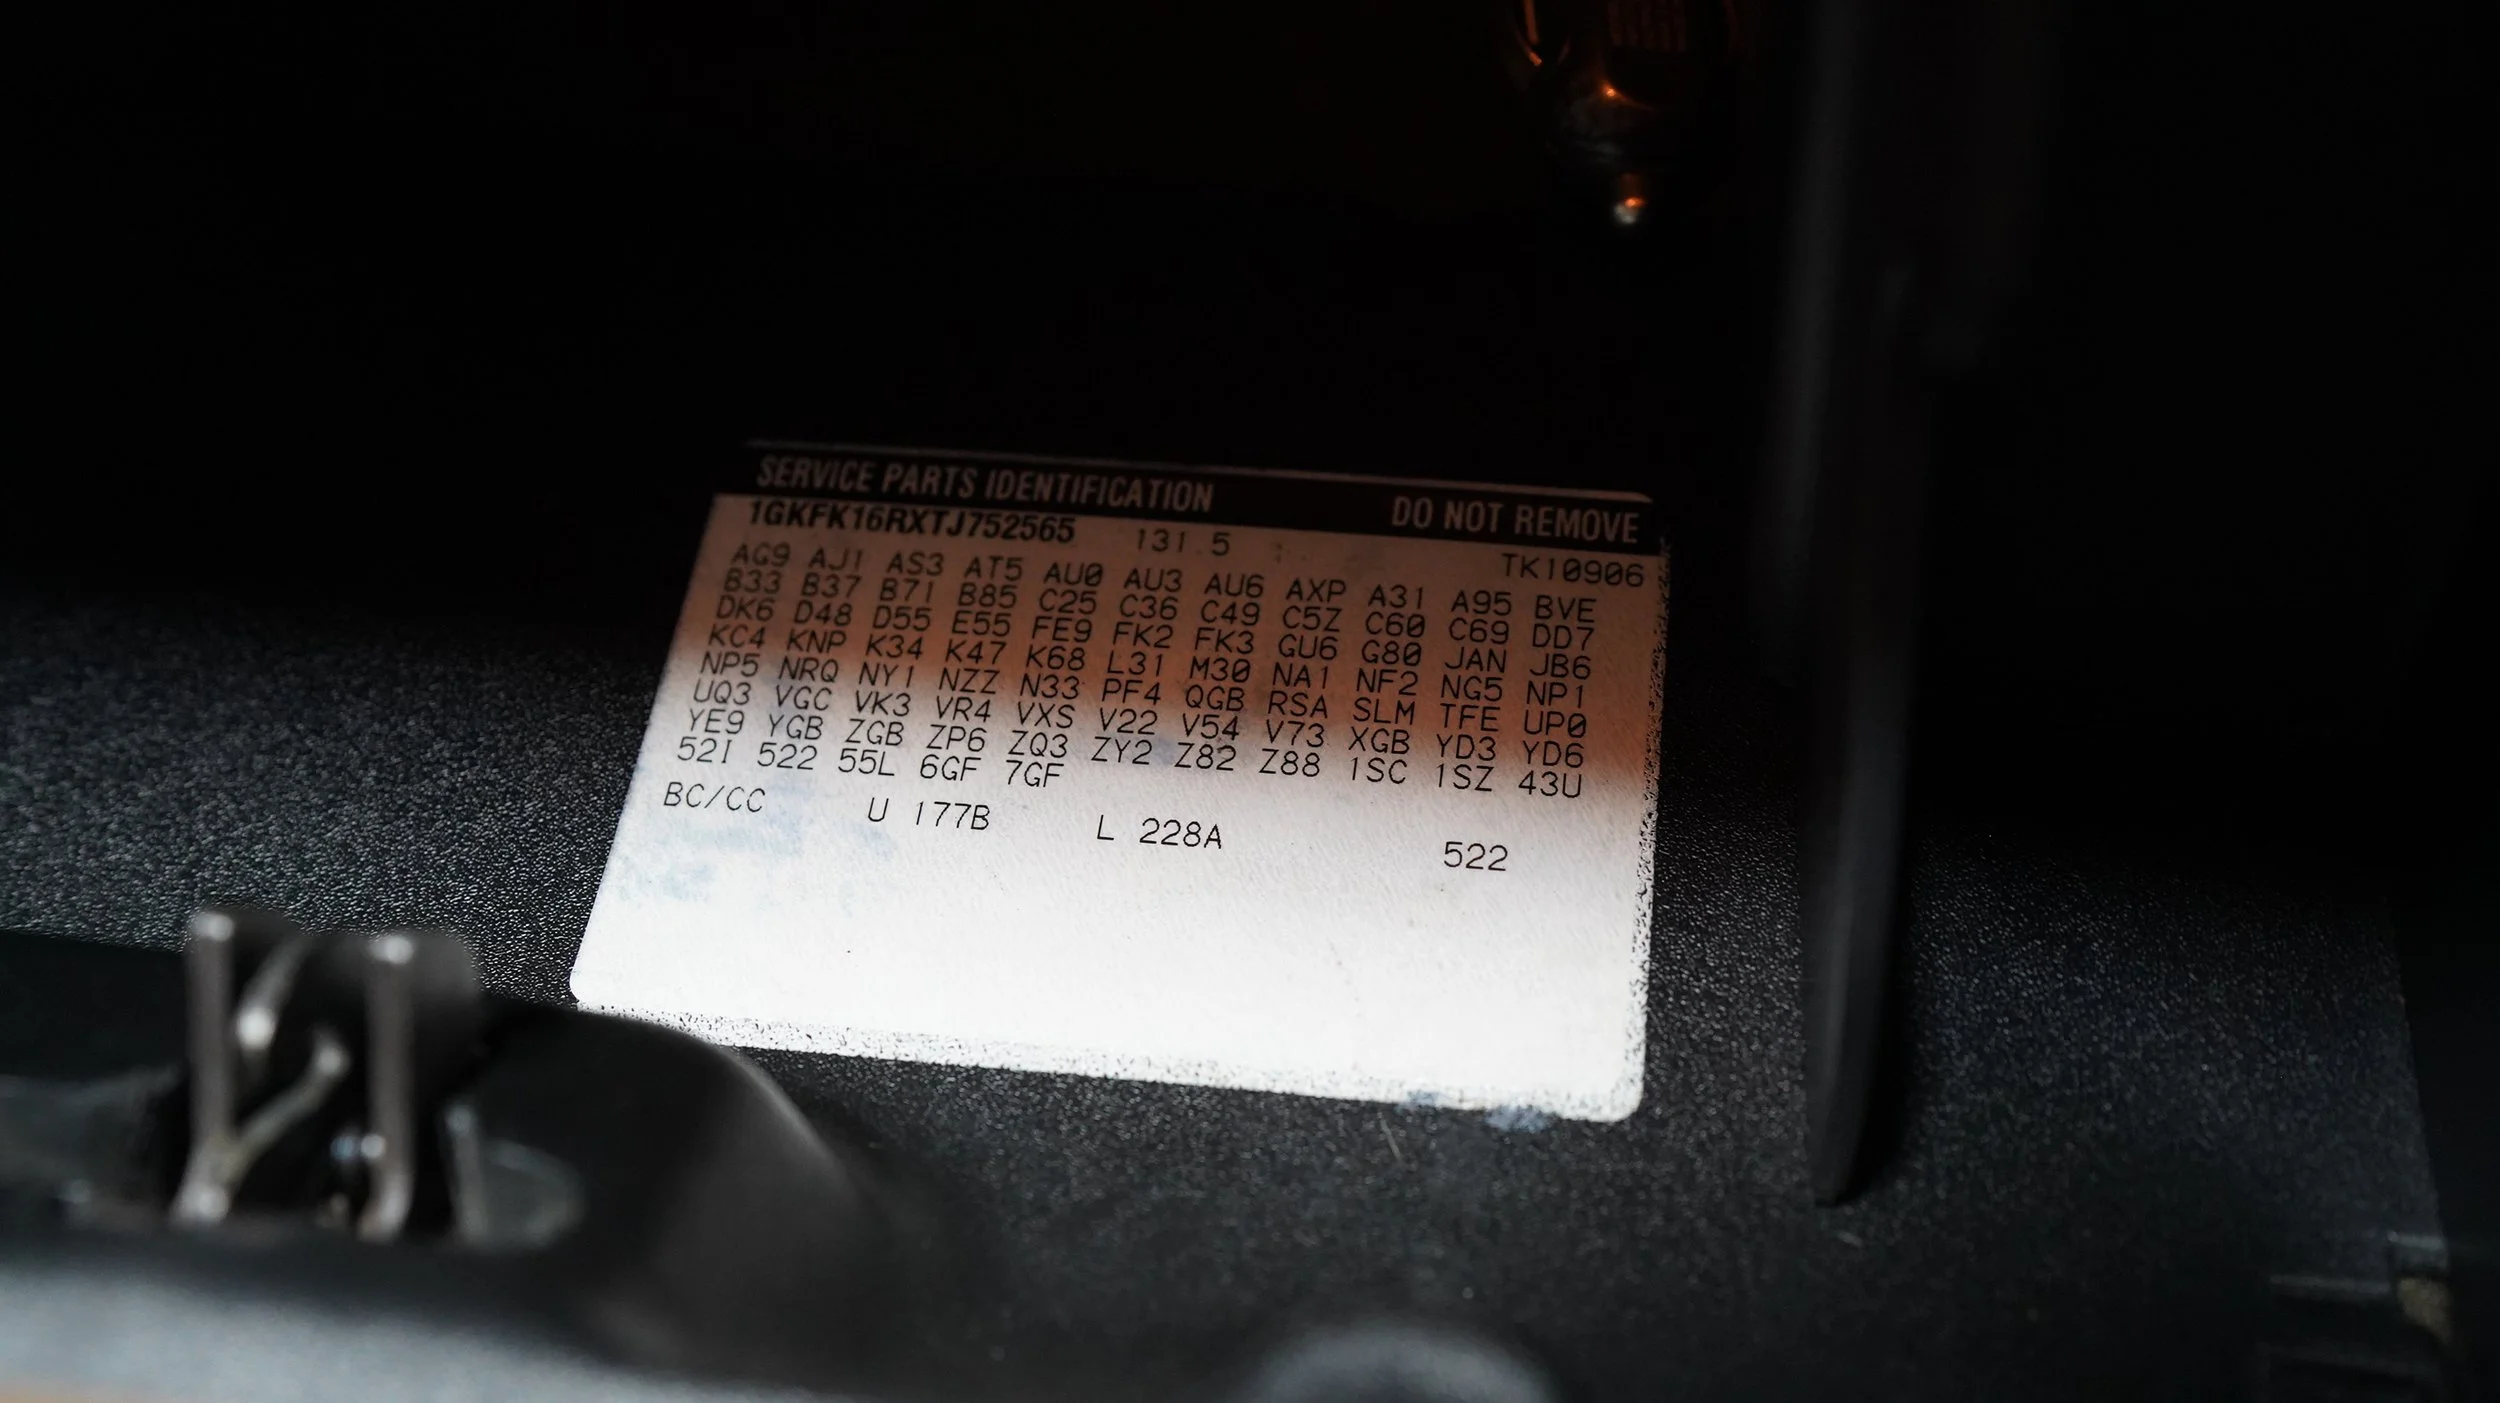 SERVICE PARTS IDENTIFICATION DO NOT REMOVE
1GKFK16RXTJ752565 131.5 TK10906
AG9 AJ1 AS3 AT5 AU0 AU3 AU6 AXP A31 A95 BVE
B33 B37 B71 B85 C25 C36 C49 C5Z C60 C69 DD7
DK6 D48 D55 E55 FE9 FK2 FK3 GU6 G80 JAN JB6
KC4 KNP K34 K47 K68 L31 M30 NA1 NF2 NG5 NP1
NP5 NRQ NY1 NZZ N33 PF4 QGB RSA SLM TFE UP0
UQ3 VGC VK3 VR4 VXS V22 V54 V73 XGB YD3 YD6
YE9 YGB ZGB ZP6 ZQ3 ZY2 Z82 Z88 1SC 1SZ 43U
52I 522 55L 6GF 7GF
BC/CC U 177B L 228A 522